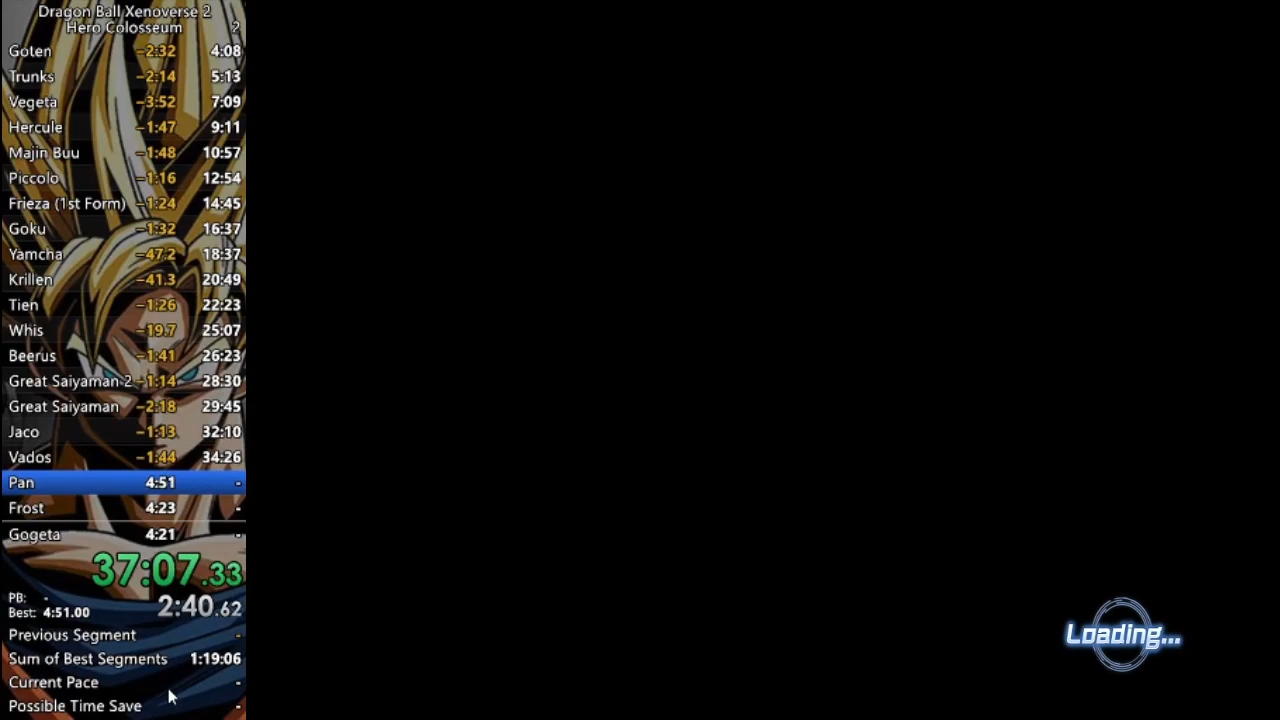 Dragon Ball Xenoverse 2
Hero Colosseum 2
Goten -2:32 4:08
Trunks -2:14 5:13
Vegeta -3:52 7:09
Hercule -1:47 9:11
Majin Buu -1:48 10:57
Piccolo -1:16 12:54
Frieza (1st Form) -1:24 14:45
Goku -1:32 16:37
Yamcha -47.2 18:37
Krillen -41.3 20:49
Tien -1:26 22:23
Whis -19.7 25:07
Beerus -1:41 26:23
Great Saiyaman 2 -1:14 28:30
Great Saiyaman -2:18 29:45
Jaco -1:13 32:10
Vados -1:44 34:26
Pan 4:51 -
Frost 4:23 -
Gogeta 4:21 -
37:07.33
PB: -
Best: 4:51.00 2:40.62
Previous Segment -
Sum of Best Segments 1:19:06
Current Pace -
Possible Time Save -
Loading...